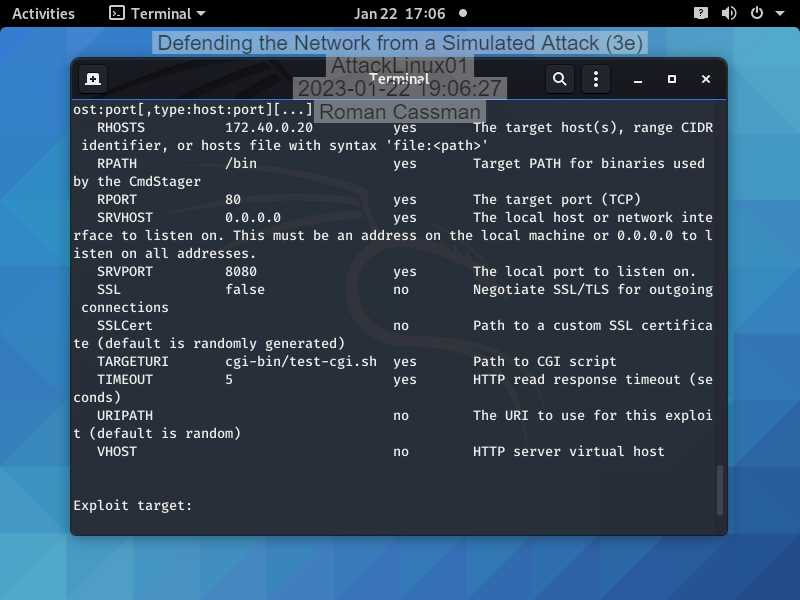 Activities Terminal Jan 22 17:06
Defending the Network from a Simulated Attack (3e)
AttackLinux01
Terminal
2023-01-22 19:06:27
Roman Cassman
ost:port[,type:host:port][...]
RHOSTS 172.40.0.20 yes The target host(s), range CIDR
identifier, or hosts file with syntax 'file:<path>'
RPATH /bin yes Target PATH for binaries used
by the CmdStager
RPORT 80 yes The target port (TCP)
SRVHOST 0.0.0.0 yes The local host or network inte
rface to listen on. This must be an address on the local machine or 0.0.0.0 to l
isten on all addresses.
SRVPORT 8080 yes The local port to listen on.
SSL false no Negotiate SSL/TLS for outgoing
connections
SSLCert no Path to a custom SSL certifica
te (default is randomly generated)
TARGETURI cgi-bin/test-cgi.sh yes Path to CGI script
TIMEOUT 5 yes HTTP read response timeout (se
conds)
URIPATH no The URI to use for this exploi
t (default is random)
VHOST no HTTP server virtual host
Exploit target: